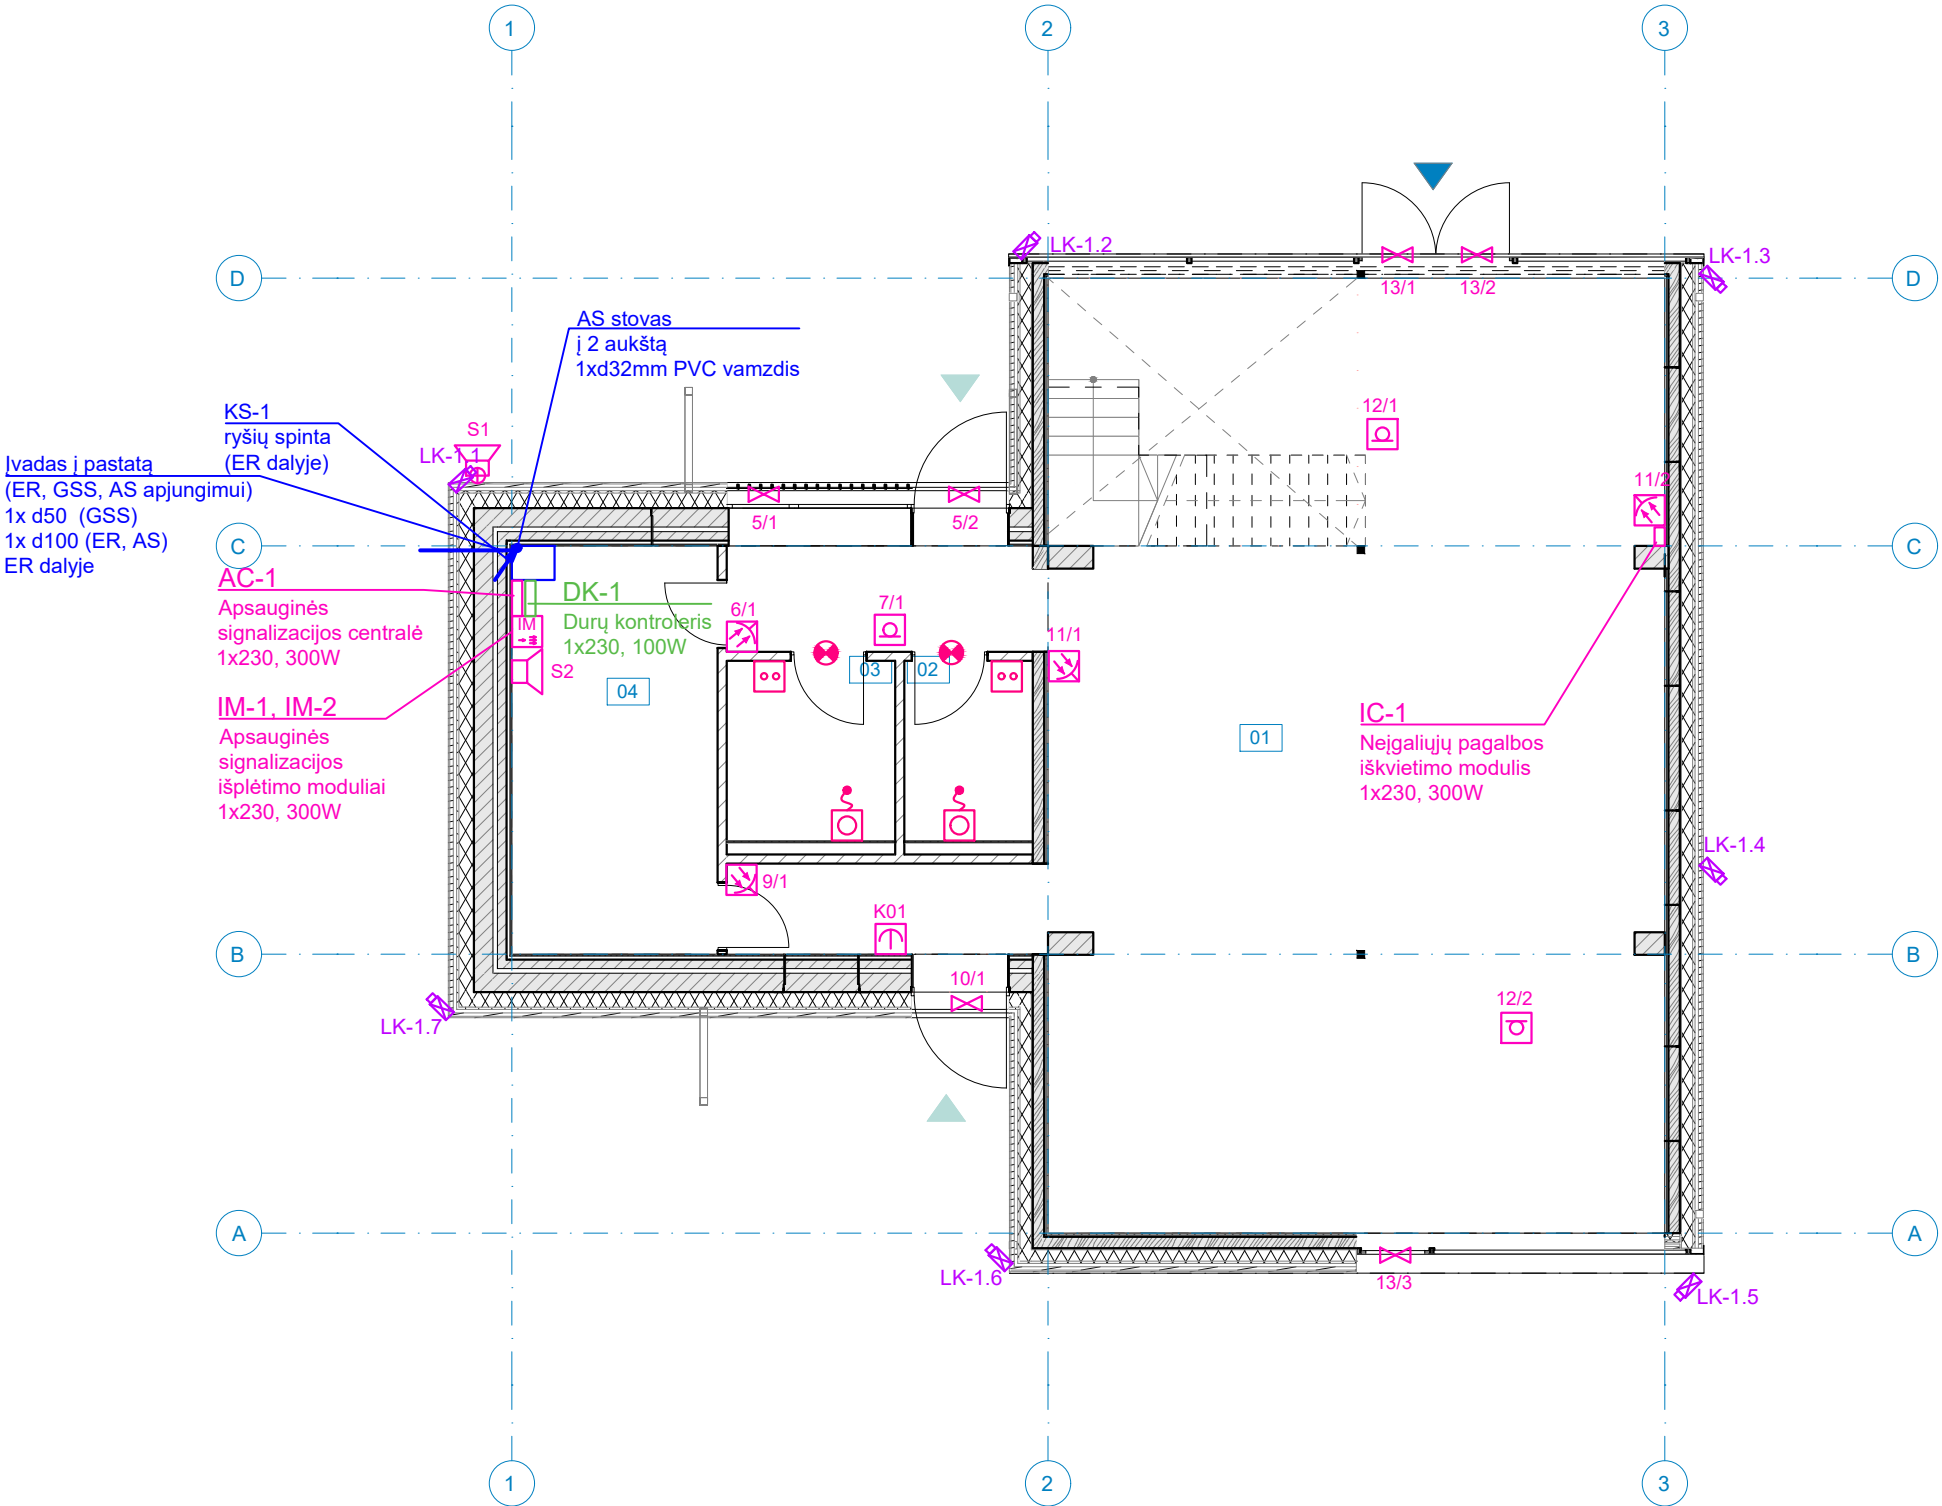 1
2
3
LK-1.2
LK-1.3
D
D
13/1
13/2
AS stovas
į 2 aukštą
1xd32mm PVC vamzdis
KS-1
ryšių spinta
(ER dalyje)
S1
LK-1.1
Įvadas į pastatą
(ER, GSS, AS apjungimui)
1x d50 (GSS)
1x d100 (ER, AS)
ER dalyje
12/1
11/2
5/1
5/2
C
C
AC-1
Apsauginės
signalizacijos centralė
1x230, 300W
DK-1
Durų kontroleris
1x230, 100W
IM
S2
6/1
7/1
11/1
03
02
04
01
IM-1, IM-2
Apsauginės
signalizacijos
išplėtimo moduliai
1x230, 300W
IC-1
Neįgaliųjų pagalbos
iškvietimo modulis
1x230, 300W
LK-1.4
9/1
K01
B
B
10/1
12/2
LK-1.7
A
A
LK-1.6
13/3
LK-1.5
1
2
3